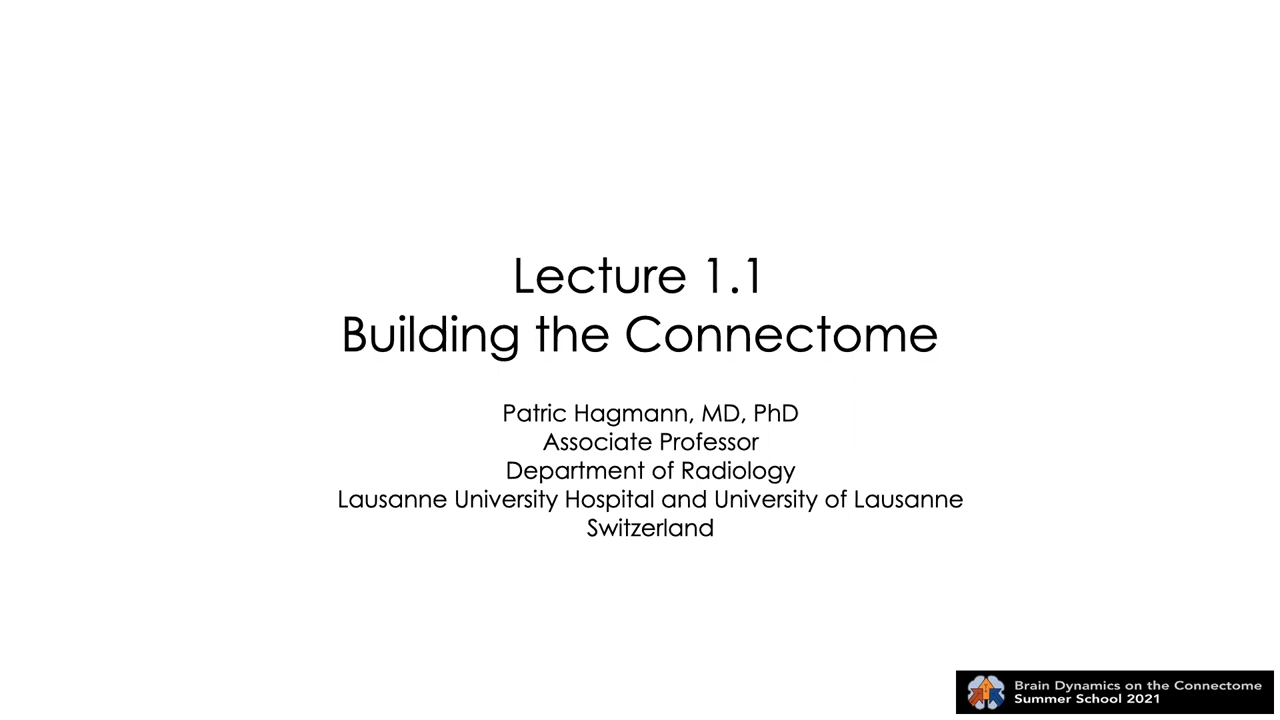 Lecture 1.1
Building the Connectome
Patric Hagmann, MD, PhD
Associate Professor
Department of Radiology
Lausanne University Hospital and University of Lausanne
Switzerland
Brain Dynamics on the Connectome
Summer School 2021